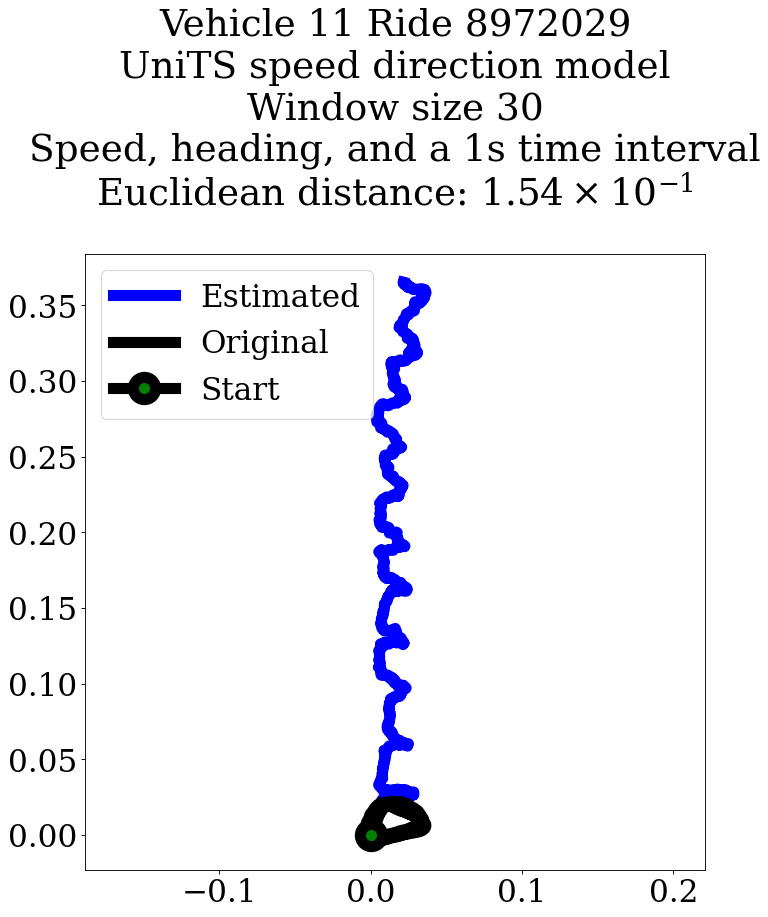 Vehicle 11 Ride 8972029
UniTS speed direction model
Window size 30
Speed, heading, and a 1s time interval
Euclidean distance: 1.54 × 10⁻¹
Estimated
Original
Start
0.35
0.30
0.25
0.20
0.15
0.10
0.05
0.00
−0.1
0.0
0.1
0.2